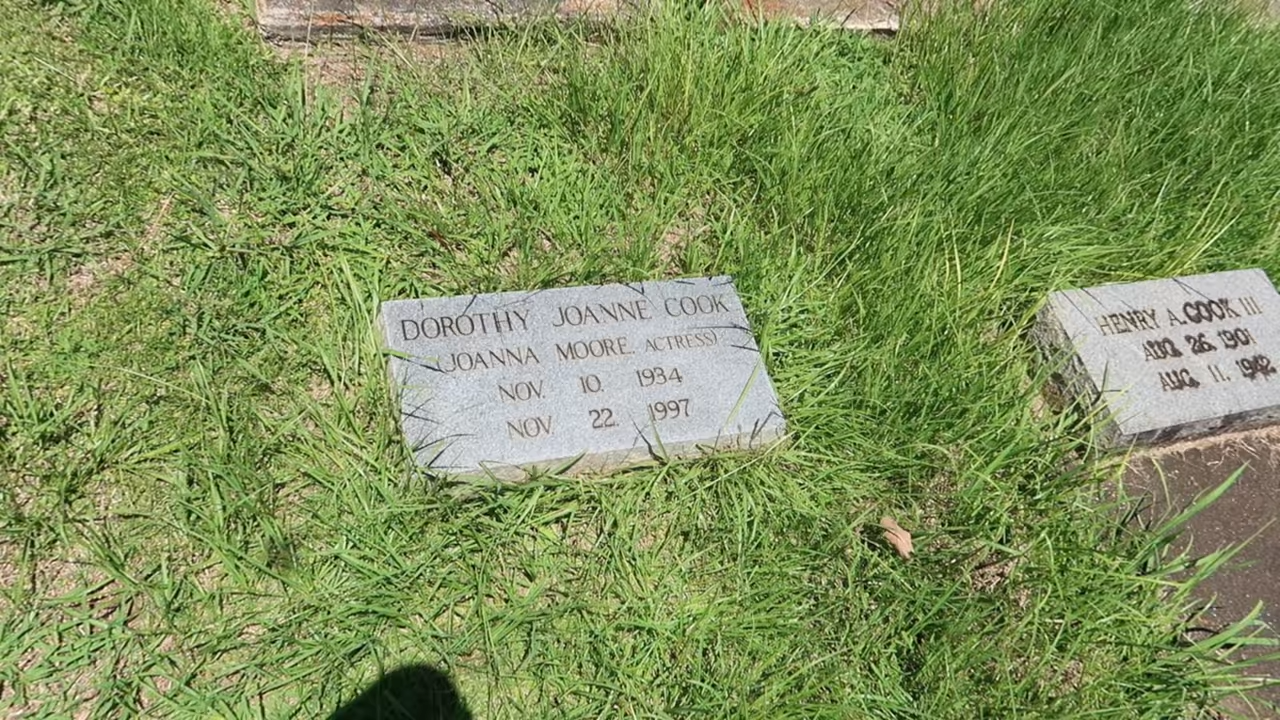 DOROTHY JOANNE COOK
(JOANNA MOORE, ACTRESS)
NOV. 10, 1934
NOV. 22, 1997
HENRY A. COOK III
AUG. 26, 1901
AUG. 11, 1942